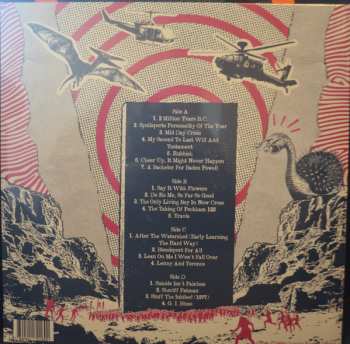 Side A
1. 2 Million Years B.C.
2. Spoilsports Personality Of The Year
3. Mid Day Crisis
4. My Second To Last Will And
Testament
5. Rubbish
6. Cheer Up, It Might Never Happen
7. A Bachelor For Baden Powell
Side B
1. Say It With Flowers
2. Do Re Me, So Far So Good
3. The Only Living Boy In New Cross
4. The Taking Of Peckham 123
5. Travis
Side C
1. After The Watershed (Early Learning
The Hard Way)
2. Sheriff
3. Lean On Me I Won't Fall Over
4. Lenny And Terence
Side D
1. Suicide Isn't Painless
2. Sheriff Fatman
3. Stuff The Jubilee! (1977)
4. G. I. Blues